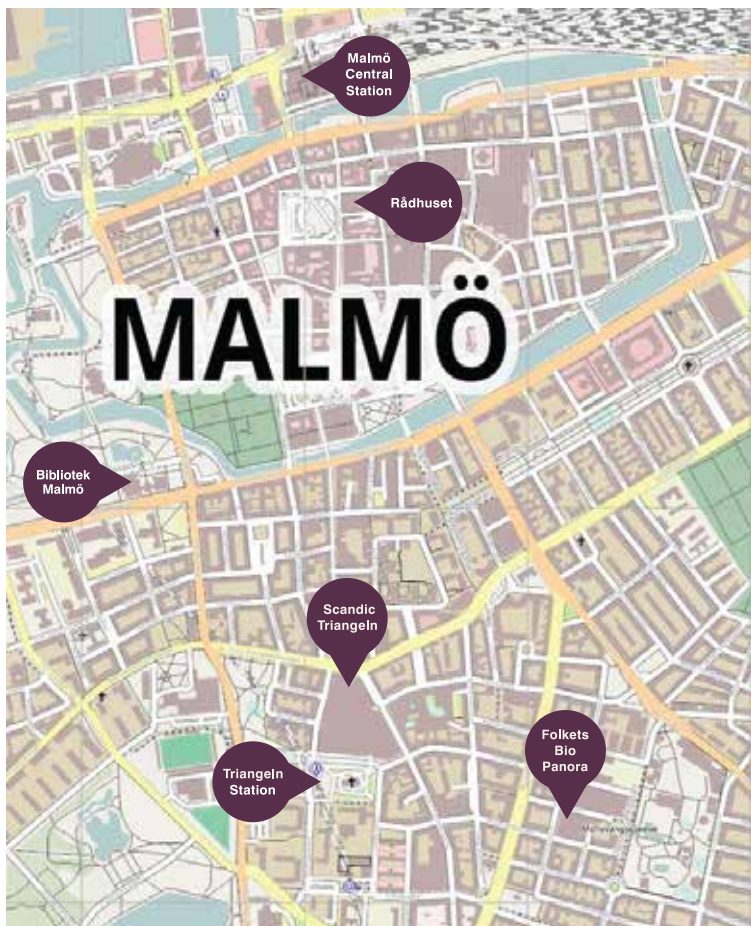 Malmö
Central
Station
Rådhuset
MALMÖ
Bibliotek
Malmö
Scandic
Triangeln
Folkets
Bio
Panora
Triangeln
Station